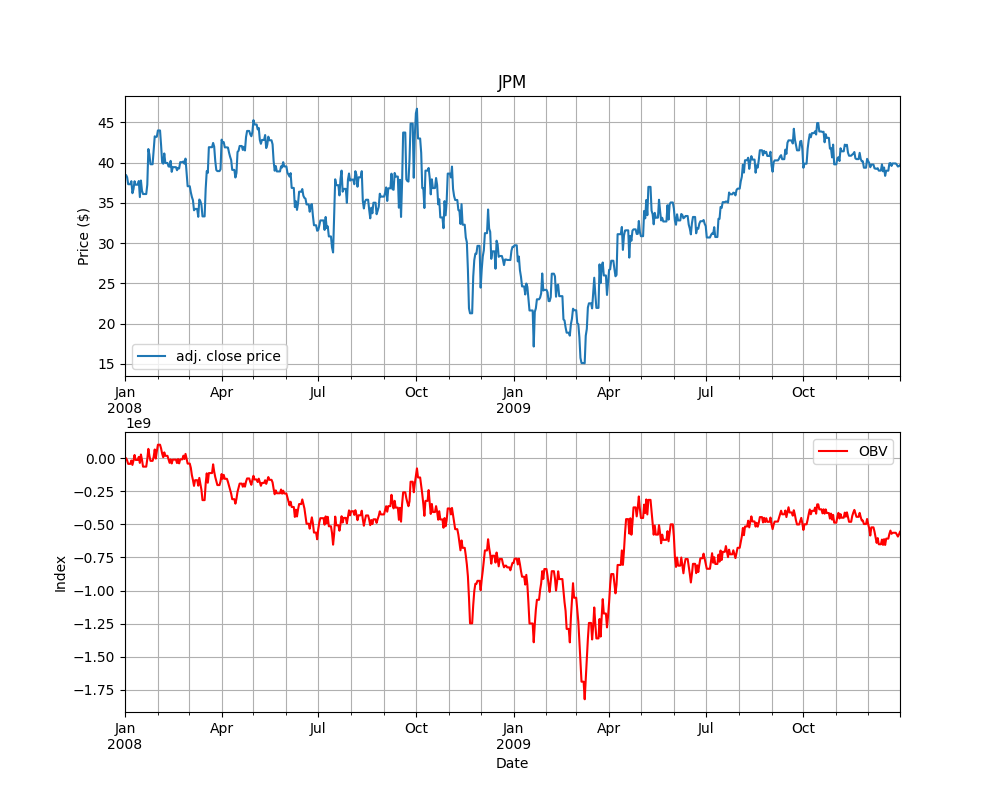 JPM
Price ($)
45
40
35
30
25
20
15
adj. close price
Jan Apr Jul Oct Jan Apr Jul Oct
2008 2009
1e9
Index
0.00
−0.25
−0.50
−0.75
−1.00
−1.25
−1.50
−1.75
OBV
Jan Apr Jul Oct Jan Apr Jul Oct
2008 2009
Date